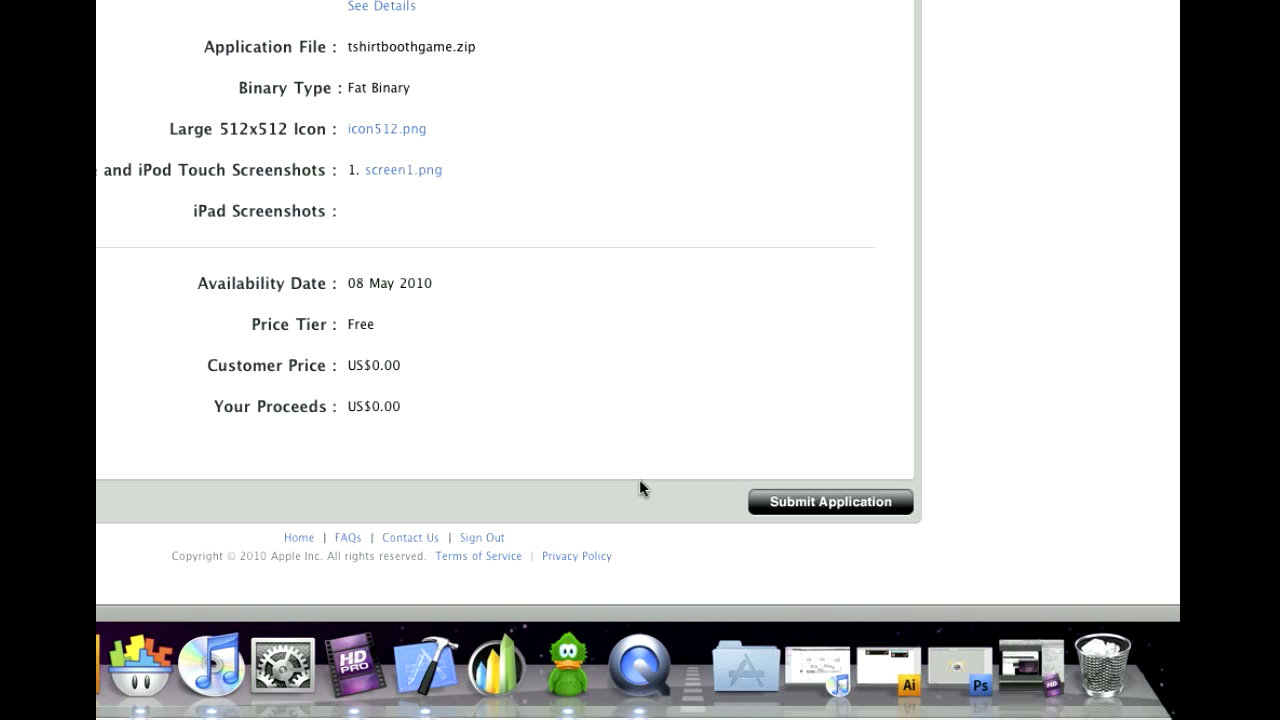 See Details
Application File : tshirtboothgame.zip
Binary Type : Fat Binary
Large 512x512 Icon : icon512.png
and iPod Touch Screenshots : 1. screen1.png
iPad Screenshots :
Availability Date : 08 May 2010
Price Tier : Free
Customer Price : US$0.00
Your Proceeds : US$0.00
Submit Application
Home | FAQs | Contact Us | Sign Out
Copyright © 2010 Apple Inc. All rights reserved. Terms of Service | Privacy Policy
HD PRO
Ai
Ps
HD